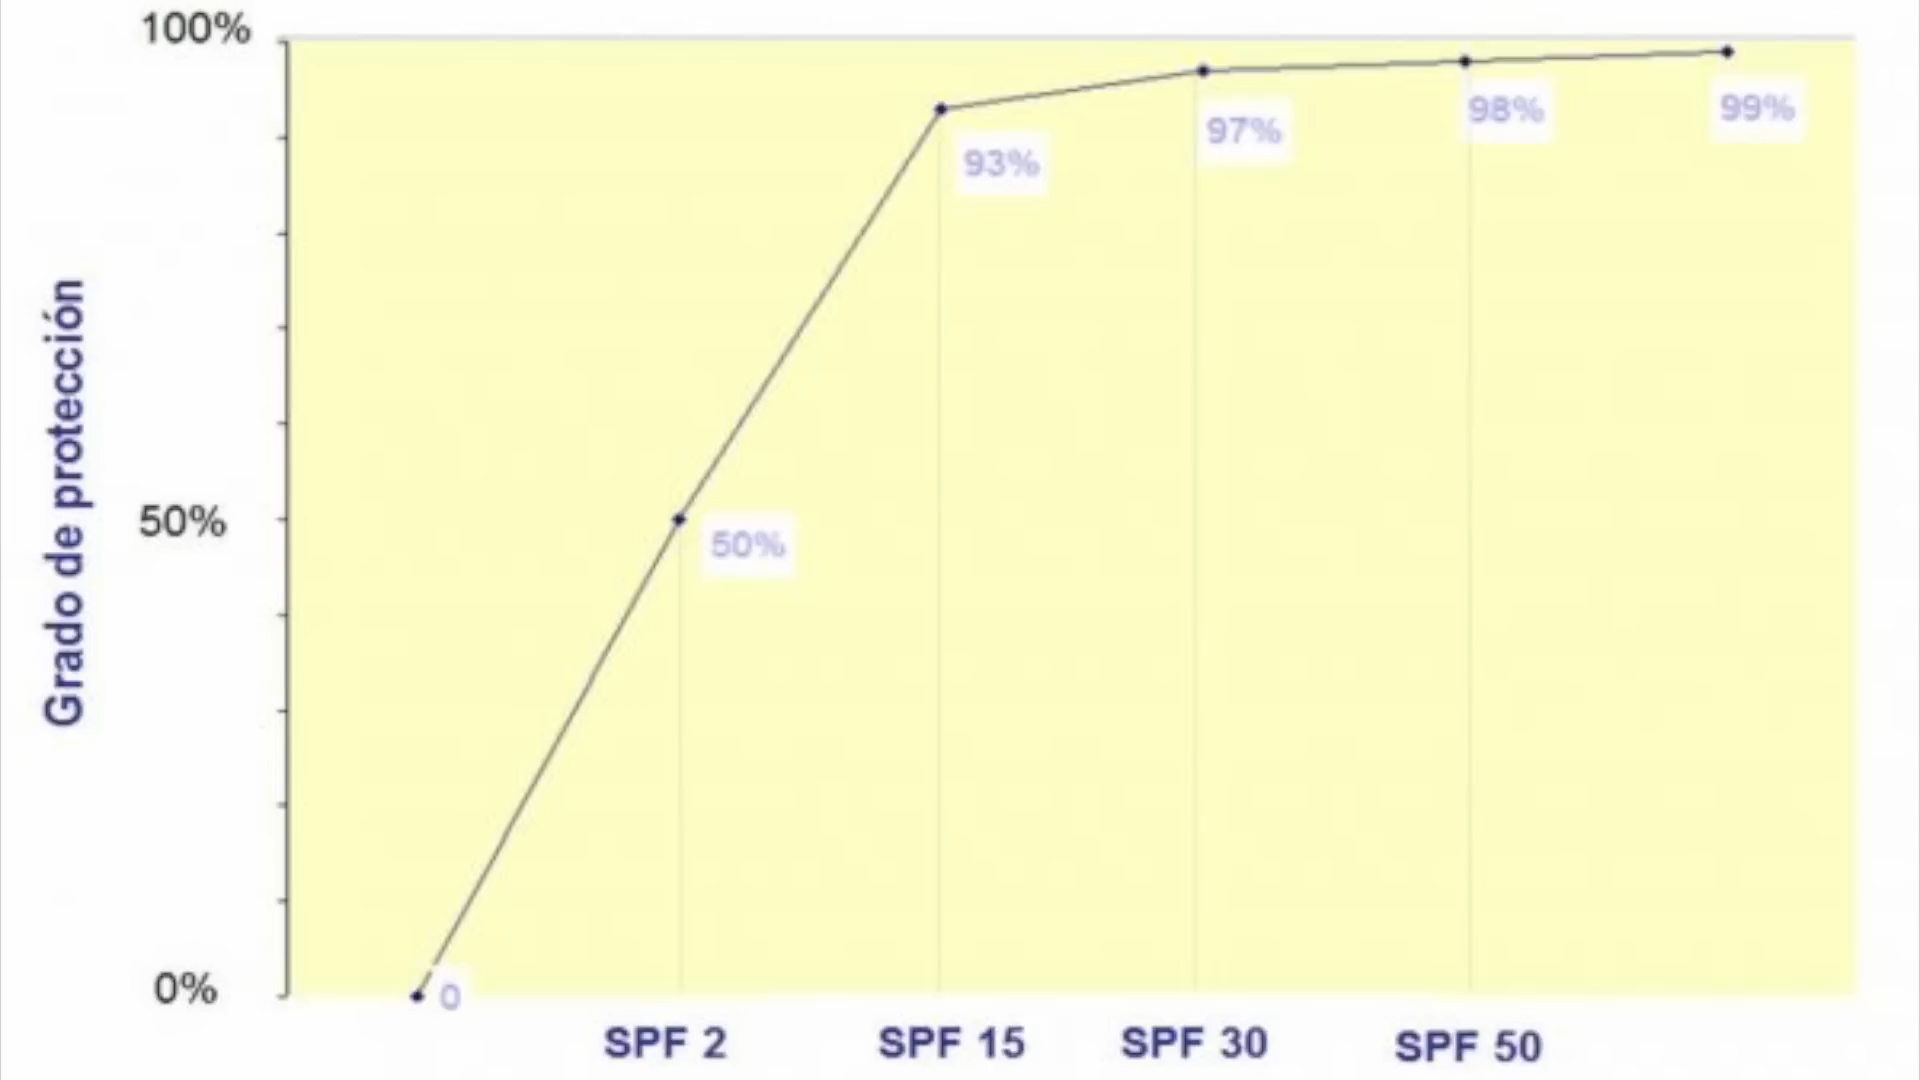 100%
99%
98%
97%
93%
50%
50%
0%
0
Grado de protección
SPF 2
SPF 15
SPF 30
SPF 50